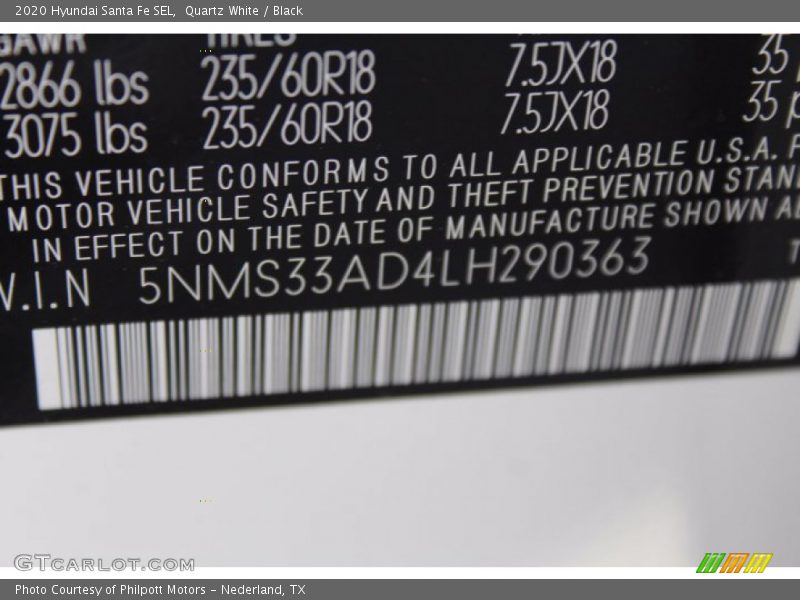 2020 Hyundai Santa Fe SEL, Quartz White / Black
GAWR TIRES
2866 lbs 235/60R18 7.5JX18 35
3075 lbs 235/60R18 7.5JX18 35 p
THIS VEHICLE CONFORMS TO ALL APPLICABLE U.S.A. F
MOTOR VEHICLE SAFETY AND THEFT PREVENTION STAN
IN EFFECT ON THE DATE OF MANUFACTURE SHOWN A
V.I.N 5NMS33AD4LH290363 T
GTCARLOT.COM
Photo Courtesy of Philpott Motors - Nederland, TX